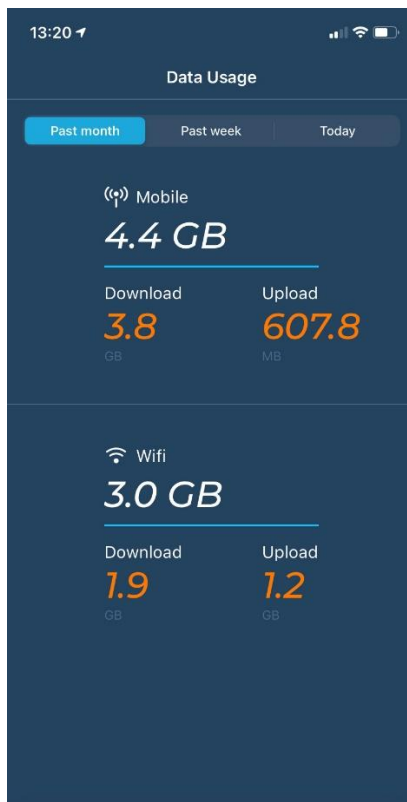 13:20
Data Usage
Past month Past week Today
Mobile
4.4 GB
Download Upload
3.8 607.8
GB MB
Wifi
3.0 GB
Download Upload
1.9 1.2
GB GB